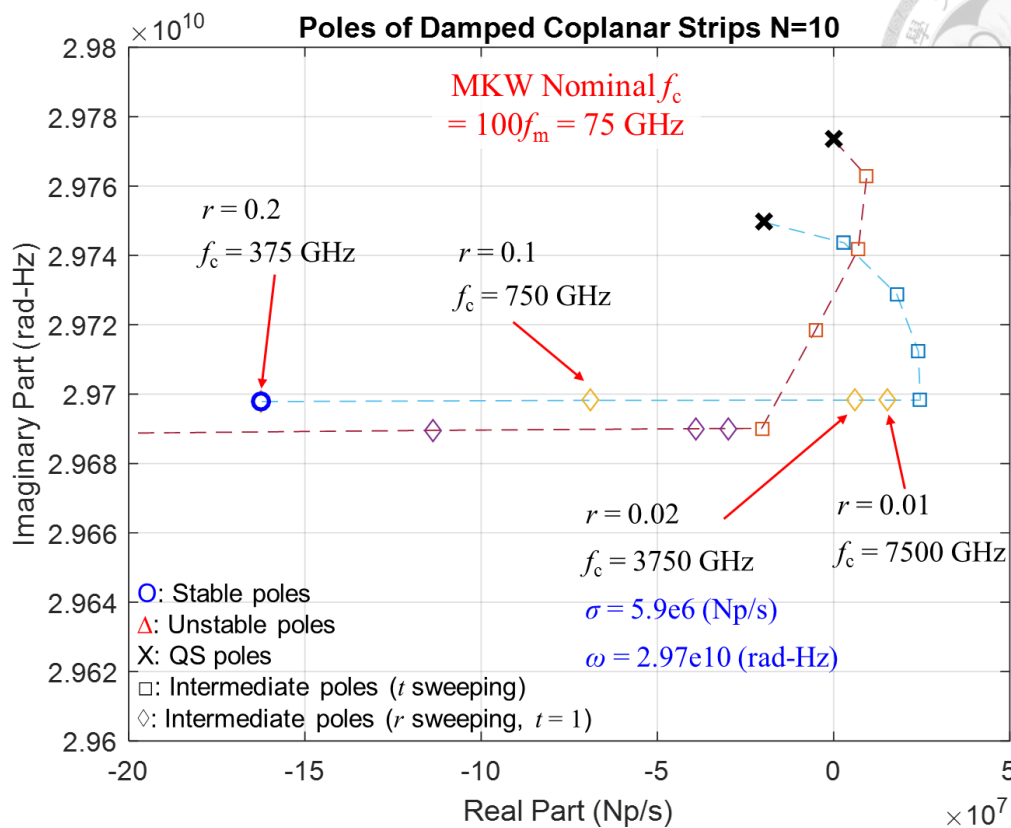 Poles of Damped Coplanar Strips N=10
×10¹⁰
2.98
2.978
2.976
2.974
2.972
2.97
2.968
2.966
2.964
2.962
2.96
Imaginary Part (rad-Hz)
MKW Nominal f_c
= 100f_m = 75 GHz
r = 0.2
f_c = 375 GHz
r = 0.1
f_c = 750 GHz
r = 0.02
f_c = 3750 GHz
σ = 5.9e6 (Np/s)
ω = 2.97e10 (rad-Hz)
r = 0.01
f_c = 7500 GHz
O: Stable poles
Δ: Unstable poles
X: QS poles
□: Intermediate poles (t sweeping)
◇: Intermediate poles (r sweeping, t = 1)
-20 -15 -10 -5 0 5
Real Part (Np/s)
×10⁷